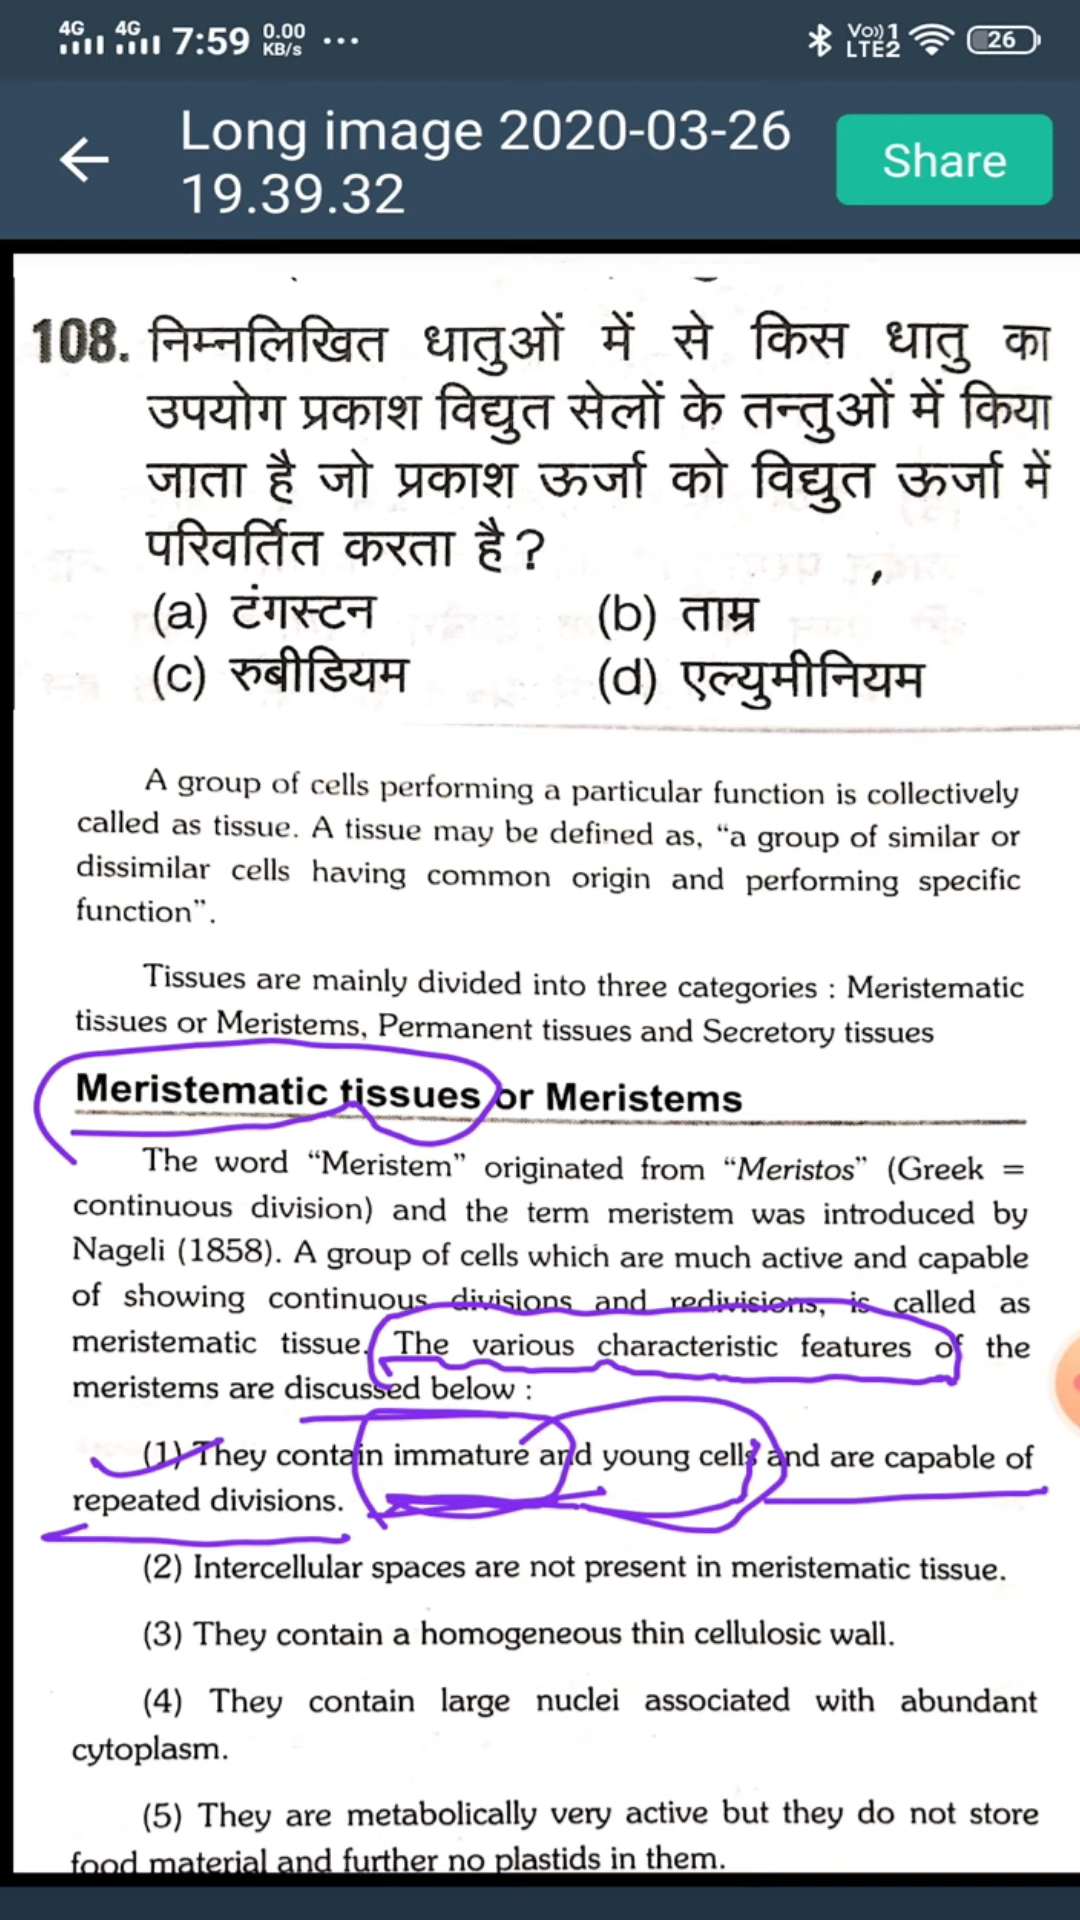 4G 4G 7:59 0.00 KB/s ... Vo))1 LTE2 26
Long image 2020-03-26
19.39.32
Share
108. निम्नलिखित धातुओं में से किस धातु का
उपयोग प्रकाश विद्युत सेलों के तन्तुओं में किया
जाता है जो प्रकाश ऊर्जा को विद्युत ऊर्जा में
परिवर्तित करता है?
(a) टंगस्टन (b) ताम्र
(c) रुबीडियम (d) एल्युमीनियम
A group of cells performing a particular function is collectively
called as tissue. A tissue may be defined as, “a group of similar or
dissimilar cells having common origin and performing specific
function”.
Tissues are mainly divided into three categories : Meristematic
tissues or Meristems, Permanent tissues and Secretory tissues
Meristematic tissues or Meristems
The word “Meristem” originated from “Meristos” (Greek =
continuous division) and the term meristem was introduced by
Nageli (1858). A group of cells which are much active and capable
of showing continuous divisions and redivisions, is called as
meristematic tissue. The various characteristic features of the
meristems are discussed below :
(1) They contain immature and young cells and are capable of
repeated divisions.
(2) Intercellular spaces are not present in meristematic tissue.
(3) They contain a homogeneous thin cellulosic wall.
(4) They contain large nuclei associated with abundant
cytoplasm.
(5) They are metabolically very active but they do not store
food material and further no plastids in them.